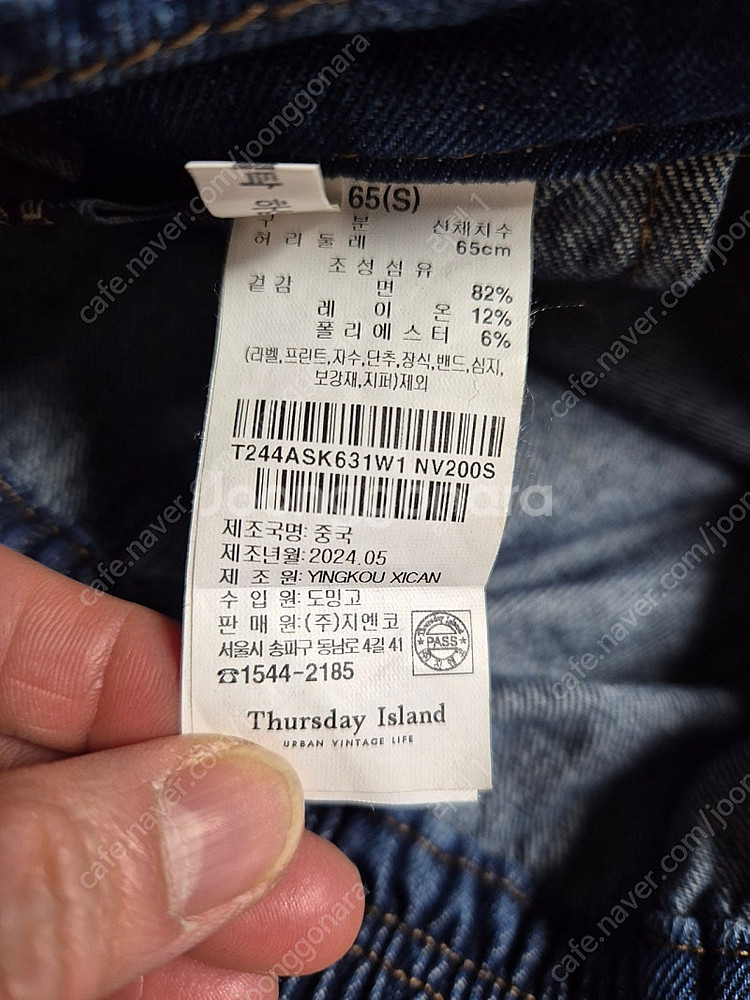 65(S)
구 분 신체치수
허리둘레 65cm
조성섬유
겉감 면 82%
레 이 온 12%
폴리에스터 6%
(라벨,프린트,자수,단추,장식,밴드,심지,
보강재,지퍼)제외
T244ASK631W1 NV200S
제조국명: 중국
제조년월: 2024.05
제 조 원: YINGKOU XICAN
수 입 원: 도밍고
판 매 원: (주)지엔코
서울시 송파구 동남로 4길 41
☎1544-2185
Thursday Island
PASS
Thursday Island
URBAN VINTAGE LIFE
Joonggonara
cafe.naver.com/joonggonara